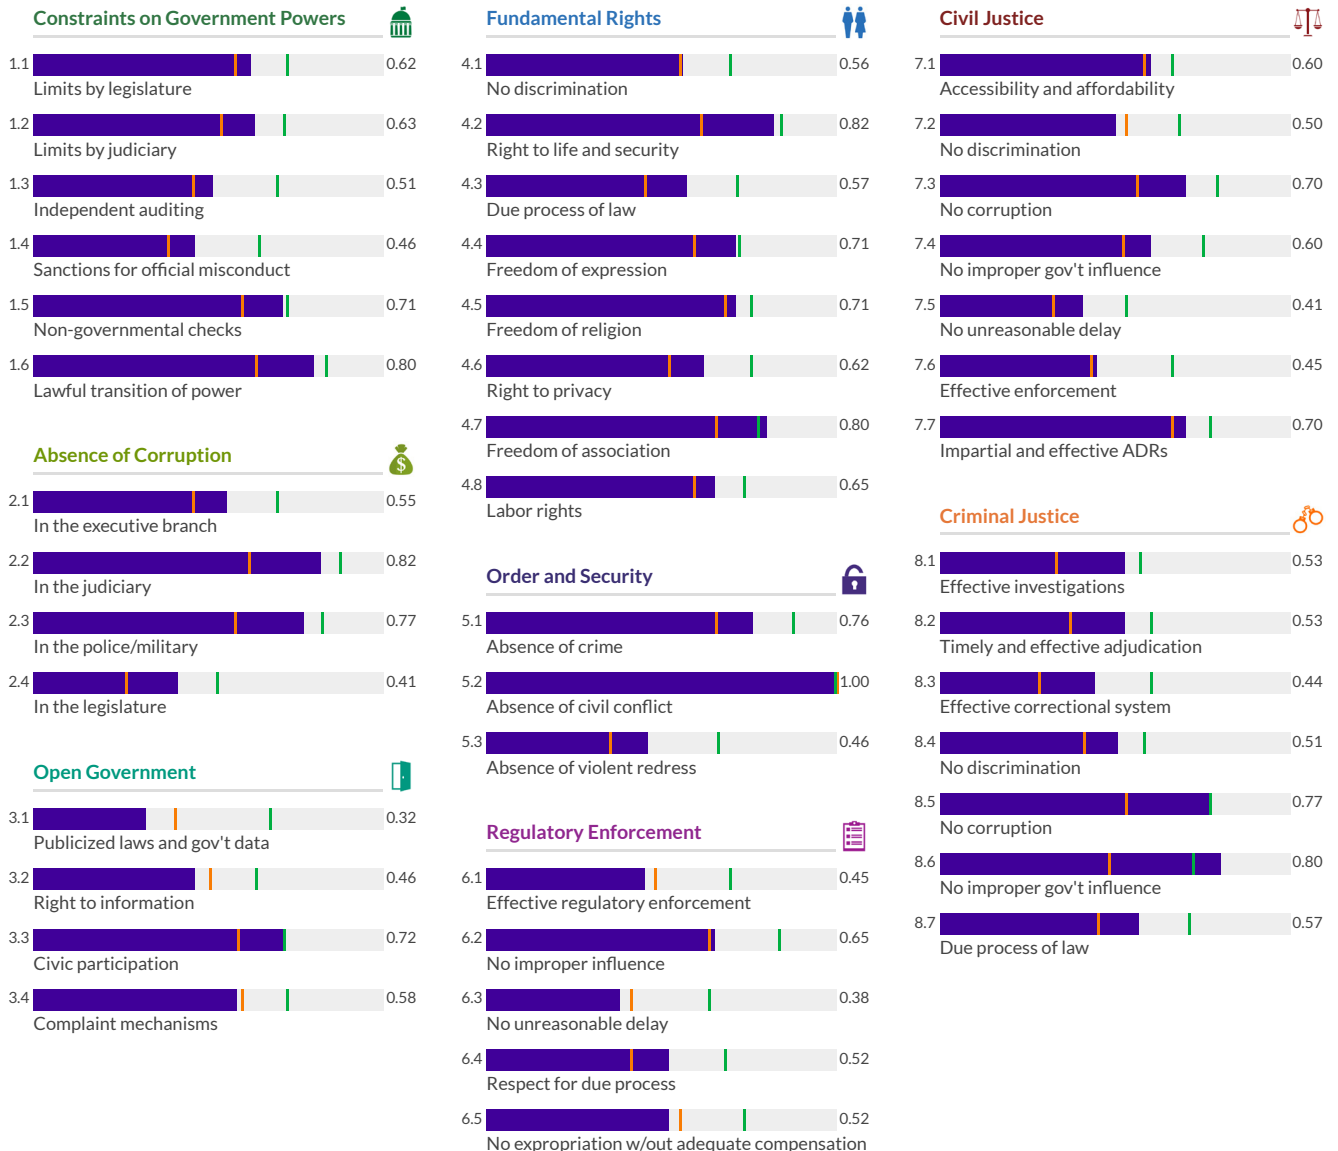 Constraints on Government Powers
1.1 0.62
Limits by legislature
1.2 0.63
Limits by judiciary
1.3 0.51
Independent auditing
1.4 0.46
Sanctions for official misconduct
1.5 0.71
Non-governmental checks
1.6 0.80
Lawful transition of power
Absence of Corruption
$
2.1 0.55
In the executive branch
2.2 0.82
In the judiciary
2.3 0.77
In the police/military
2.4 0.41
In the legislature
Open Government
3.1 0.32
Publicized laws and gov't data
3.2 0.46
Right to information
3.3 0.72
Civic participation
3.4 0.58
Complaint mechanisms
Fundamental Rights
4.1 0.56
No discrimination
4.2 0.82
Right to life and security
4.3 0.57
Due process of law
4.4 0.71
Freedom of expression
4.5 0.71
Freedom of religion
4.6 0.62
Right to privacy
4.7 0.80
Freedom of association
4.8 0.65
Labor rights
Order and Security
5.1 0.76
Absence of crime
5.2 1.00
Absence of civil conflict
5.3 0.46
Absence of violent redress
Regulatory Enforcement
6.1 0.45
Effective regulatory enforcement
6.2 0.65
No improper influence
6.3 0.38
No unreasonable delay
6.4 0.52
Respect for due process
6.5 0.52
No expropriation w/out adequate compensation
Civil Justice
7.1 0.60
Accessibility and affordability
7.2 0.50
No discrimination
7.3 0.70
No corruption
7.4 0.60
No improper gov't influence
7.5 0.41
No unreasonable delay
7.6 0.45
Effective enforcement
7.7 0.70
Impartial and effective ADRs
Criminal Justice
8.1 0.53
Effective investigations
8.2 0.53
Timely and effective adjudication
8.3 0.44
Effective correctional system
8.4 0.51
No discrimination
8.5 0.77
No corruption
8.6 0.80
No improper gov't influence
8.7 0.57
Due process of law